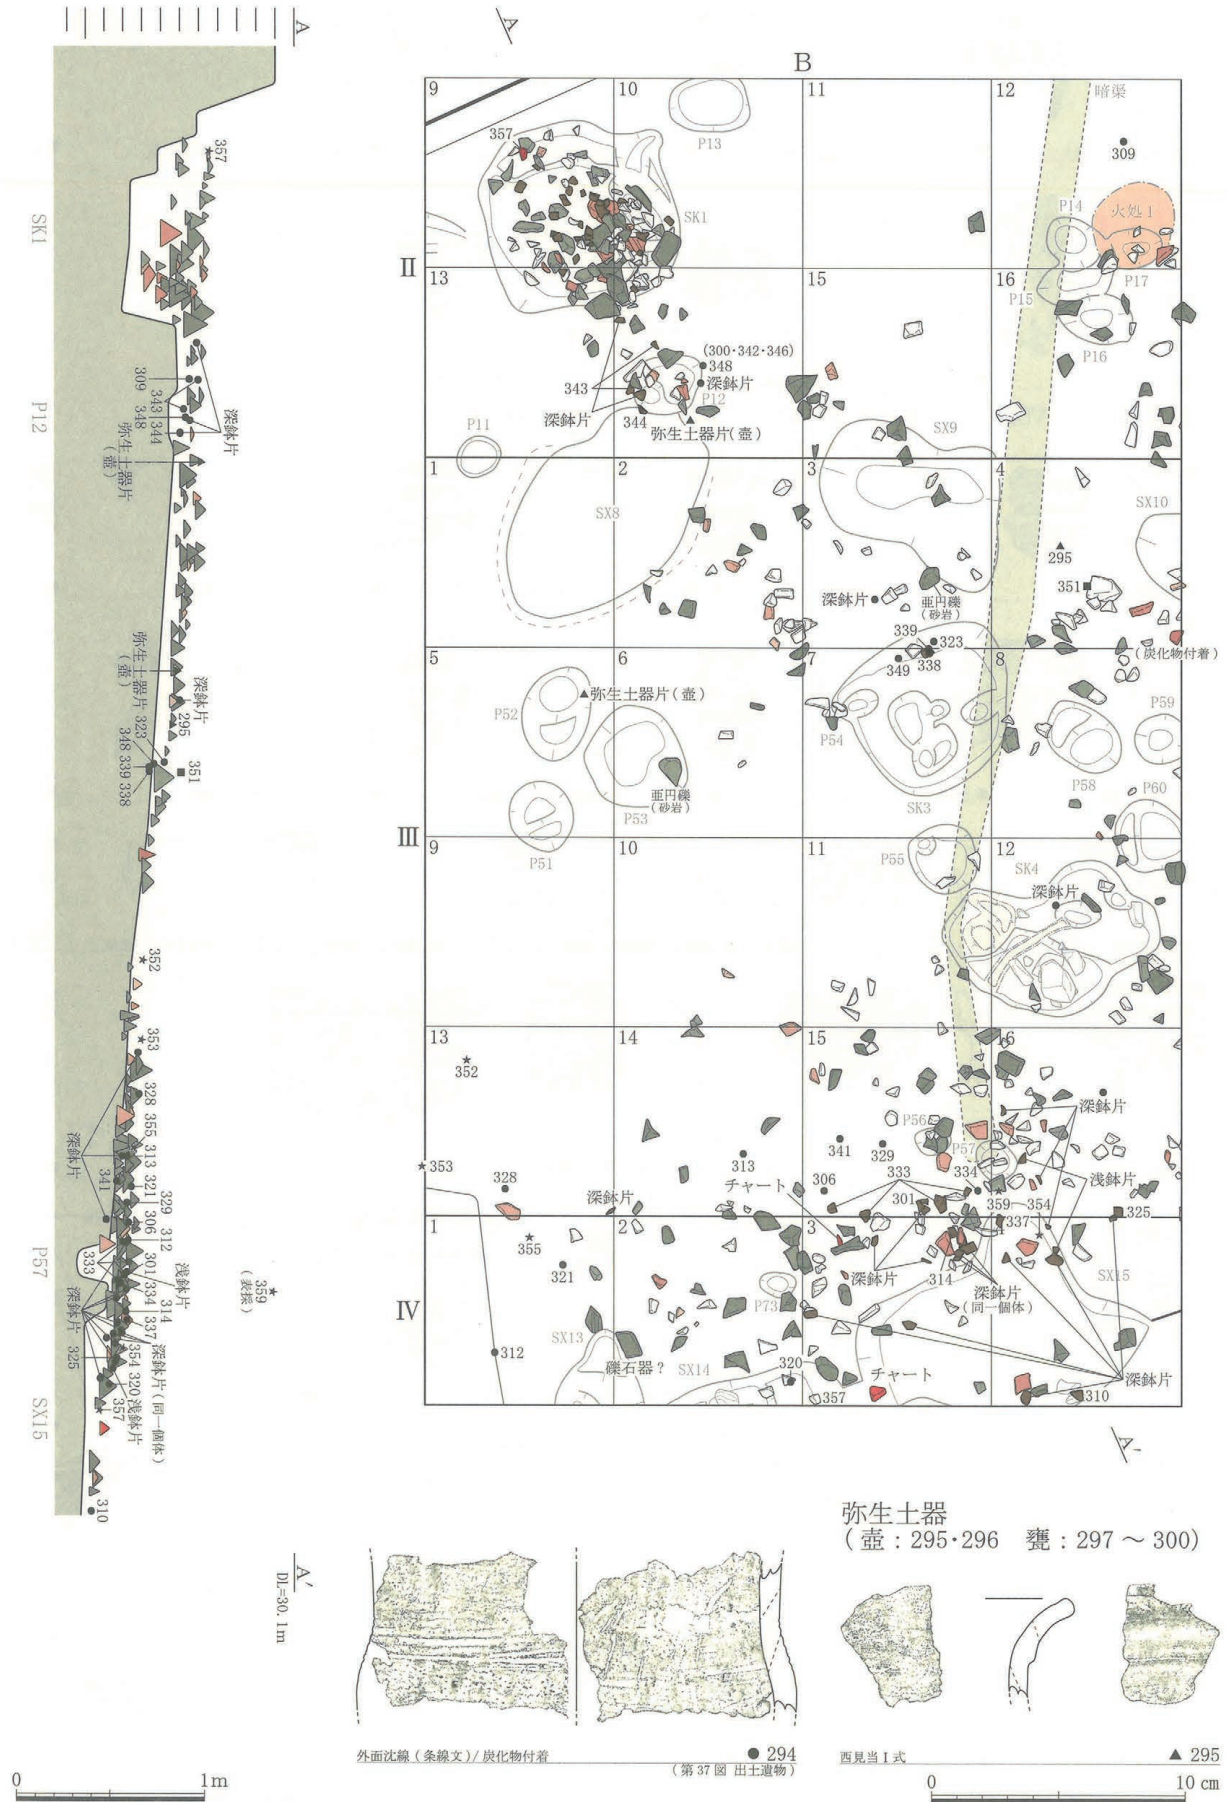 A
B
9
10
11
12
暗渠
P13
309
357
P14
火処1
SK1
II
13
15
16
P15
P17
P16
(300・342・346)
348
343
深鉢片
P12
深鉢片
344
弥生土器片(壺)
P11
SX9
1
2
3
4
SX8
SX10
295
351
深鉢片
亜円礫
(砂岩)
339
323
338
349
(炭化物付着)
5
6
7
8
P52
弥生土器片(壺)
P54
P59
亜円礫
(砂岩)
P53
SK3
P58
P60
P51
III
9
10
11
12
P55
SK4
深鉢片
13
14
15
16
352
P56
P57
深鉢片
353
328
313
341
329
チャート
306
333
334
浅鉢片
深鉢片
301
359
354
325
1
2
3
4
337
355
321
深鉢片
314
深鉢片
(同一個体)
SX15
P73
IV
SX13
312
礫石器?
SX14
320
357
チャート
310
深鉢片
A'
A
357
SK1
309
343
344
348
深鉢片
P12
弥生土器片
(壺)
弥生土器片
(壺)
深鉢片
295
323
348
339
338
351
352
353
328
355
313
深鉢片
341
321
329
306
312
P57
333
301
334
浅鉢片
314
359
(表採)
深鉢片
337
深鉢片(同一個体)
325
354
320
浅鉢片
357
SX15
310
A'
DL=30.1m
0
1m
弥生土器
(壺:295・296 甕:297～300)
外面沈線(条線文)/炭化物付着
● 294
(第37図 出土遺物)
西見当I式
▲ 295
0
10 cm